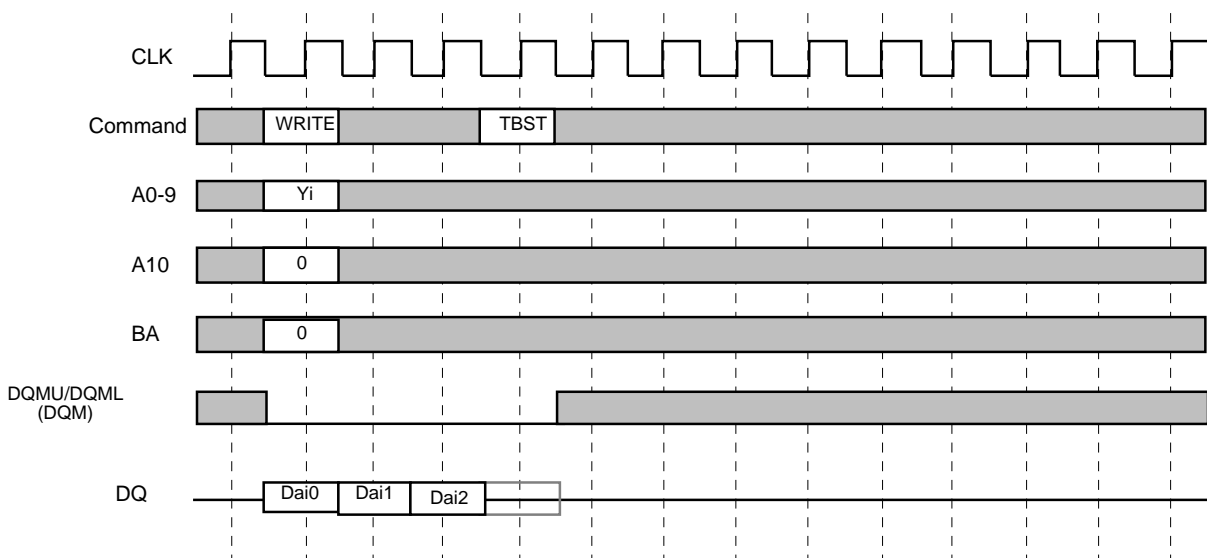 CLK
Command WRITE TBST
A0-9 Yi
A10 0
BA 0
DQMU/DQML
(DQM)
DQ Dai0 Dai1 Dai2